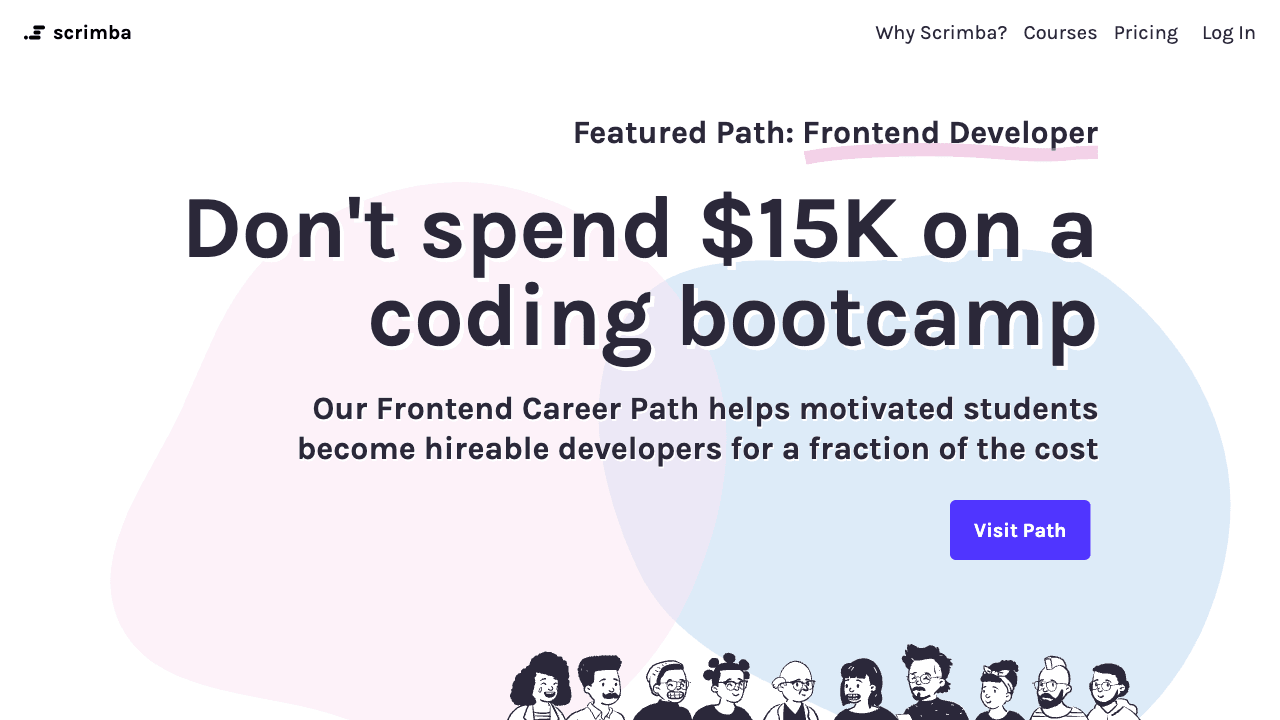 scrimba
Why Scrimba? Courses Pricing Log In
Featured Path: Frontend Developer
Don't spend $15K on a
coding bootcamp
Our Frontend Career Path helps motivated students
become hireable developers for a fraction of the cost
Visit Path